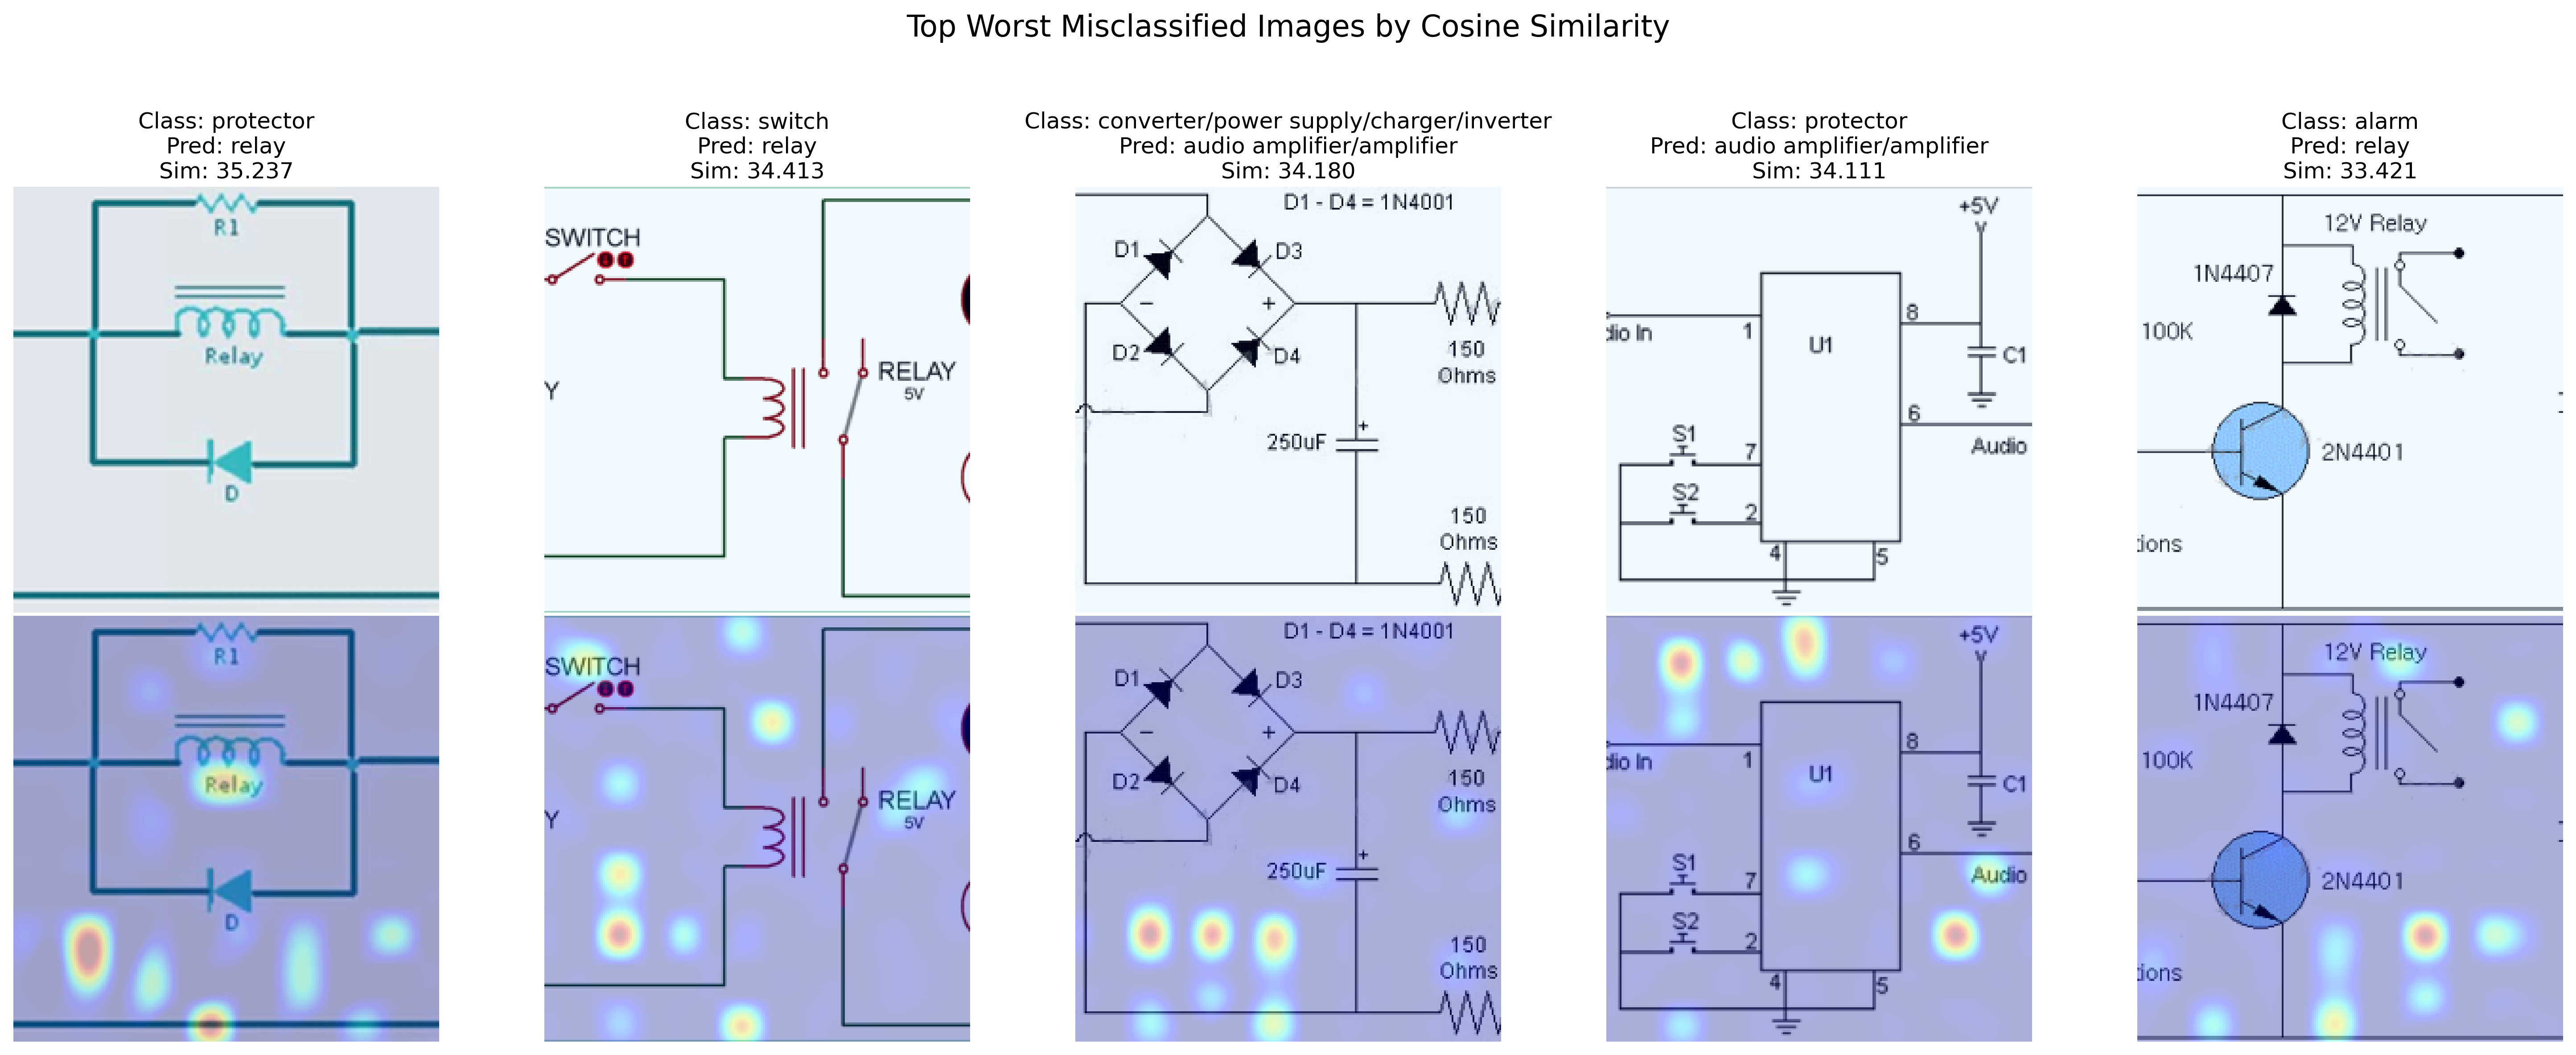 Top Worst Misclassified Images by Cosine Similarity
Class: protector
Pred: relay
Sim: 35.237
R1
Relay
D
Class: switch
Pred: relay
Sim: 34.413
SWITCH
Y
RELAY
5V
Class: converter/power supply/charger/inverter
Pred: audio amplifier/amplifier
Sim: 34.180
D1 - D4 = 1N4001
D1
D3
- +
D2
D4
150
Ohms
250uF
+
150
Ohms
Class: protector
Pred: audio amplifier/amplifier
Sim: 34.111
+5V
8
dio In
1
U1
C1
6
S1
7
Audio
S2
2
4
5
Class: alarm
Pred: relay
Sim: 33.421
12V Relay
1N4407
100K
2N4401
tions
R1
Relay
D
SWITCH
Y
RELAY
5V
D1 - D4 = 1N4001
D1
D3
- +
D2
D4
150
Ohms
250uF
+
150
Ohms
+5V
8
dio In
1
U1
C1
6
S1
7
Audio
S2
2
4
5
12V Relay
1N4407
100K
2N4401
tions